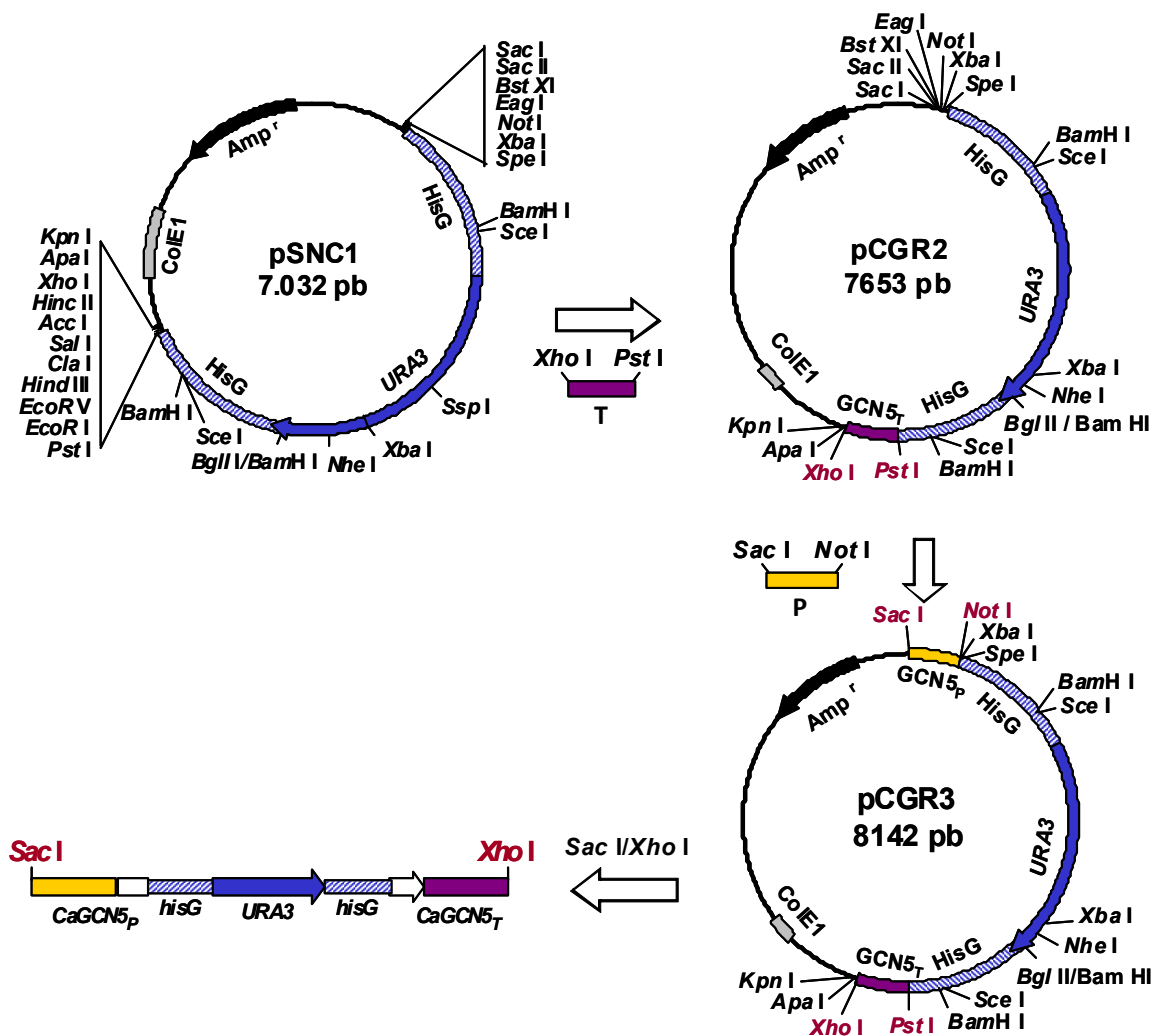 Sac I
Sac II
Bst XI
Eag I
Not I
Xba I
Spe I
Amp r
HisG
BamH I
Sce I
ColE1
pSNC1
7.032 pb
Kpn I
Apa I
Xho I
Hinc II
Acc I
Sal I
Cla I
Hind III
EcoR V
EcoR I
Pst I
HisG
URA3
Ssp I
BamH I
Sce I
BglI I/BamH I
Nhe I
Xba I
Xho I Pst I
T
Eag I
Not I
Bst XI
Xba I
Sac II
Spe I
Sac I
Amp r
HisG
BamH I
Sce I
pCGR2
7653 pb
URA3
ColE1
Xba I
Nhe I
Bgl II / Bam HI
HisG
GCN5T
Kpn I
Apa I
Xho I
Pst I
Sce I
BamH I
Sac I Not I
P
Sac I
Not I
Xba I
Spe I
GCN5P
Amp r
HisG
BamH I
Sce I
pCGR3
8142 pb
URA3
ColE1
Xba I
Nhe I
Bgl II/Bam HI
HisG
GCN5T
Kpn I
Apa I
Xho I
Pst I
Sce I
BamH I
Sac I/Xho I
Sac I
Xho I
CaGCN5P
hisG
URA3
hisG
CaGCN5T